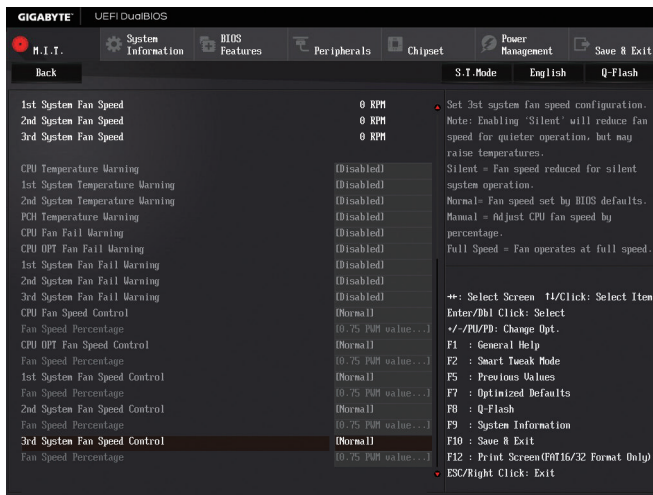 GIGABYTE™ UEFI DualBIOS
M.I.T.
System Information
BIOS Features
Peripherals
Chipset
Power Management
Save & Exit
Back
S.T.Mode English Q-Flash
1st System Fan Speed 0 RPM
2nd System Fan Speed 0 RPM
3rd System Fan Speed 0 RPM
CPU Temperature Warning [Disabled]
1st System Temperature Warning [Disabled]
2nd System Temperature Warning [Disabled]
PCH Temperature Warning [Disabled]
CPU Fan Fail Warning [Disabled]
CPU OPT Fan Fail Warning [Disabled]
1st System Fan Fail Warning [Disabled]
2nd System Fan Fail Warning [Disabled]
3rd System Fan Fail Warning [Disabled]
CPU Fan Speed Control [Normal]
Fan Speed Percentage [0.75 PWM value...]
CPU OPT Fan Speed Control [Normal]
Fan Speed Percentage [0.75 PWM value...]
1st System Fan Speed Control [Normal]
Fan Speed Percentage [0.75 PWM value...]
2nd System Fan Speed Control [Normal]
Fan Speed Percentage [0.75 PWM value...]
3rd System Fan Speed Control [Normal]
Fan Speed Percentage [0.75 PWM value...]
Set 3st system fan speed configuration.
Note: Enabling 'Silent' will reduce fan
speed for quieter operation, but may
raise temperatures.
Silent = Fan speed reduced for silent
system operation.
Normal= Fan speed set by BIOS defaults.
Manual = Adjust CPU fan speed by
percentage.
Full Speed = Fan operates at full speed.
→←: Select Screen ↑↓/Click: Select Item
Enter/Dbl Click: Select
+/-/PU/PD: Change Opt.
F1 : General Help
F2 : Smart Tweak Mode
F5 : Previous Values
F7 : Optimized Defaults
F8 : Q-Flash
F9 : System Information
F10 : Save & Exit
F12 : Print Screen(FAT16/32 Format Only)
ESC/Right Click: Exit